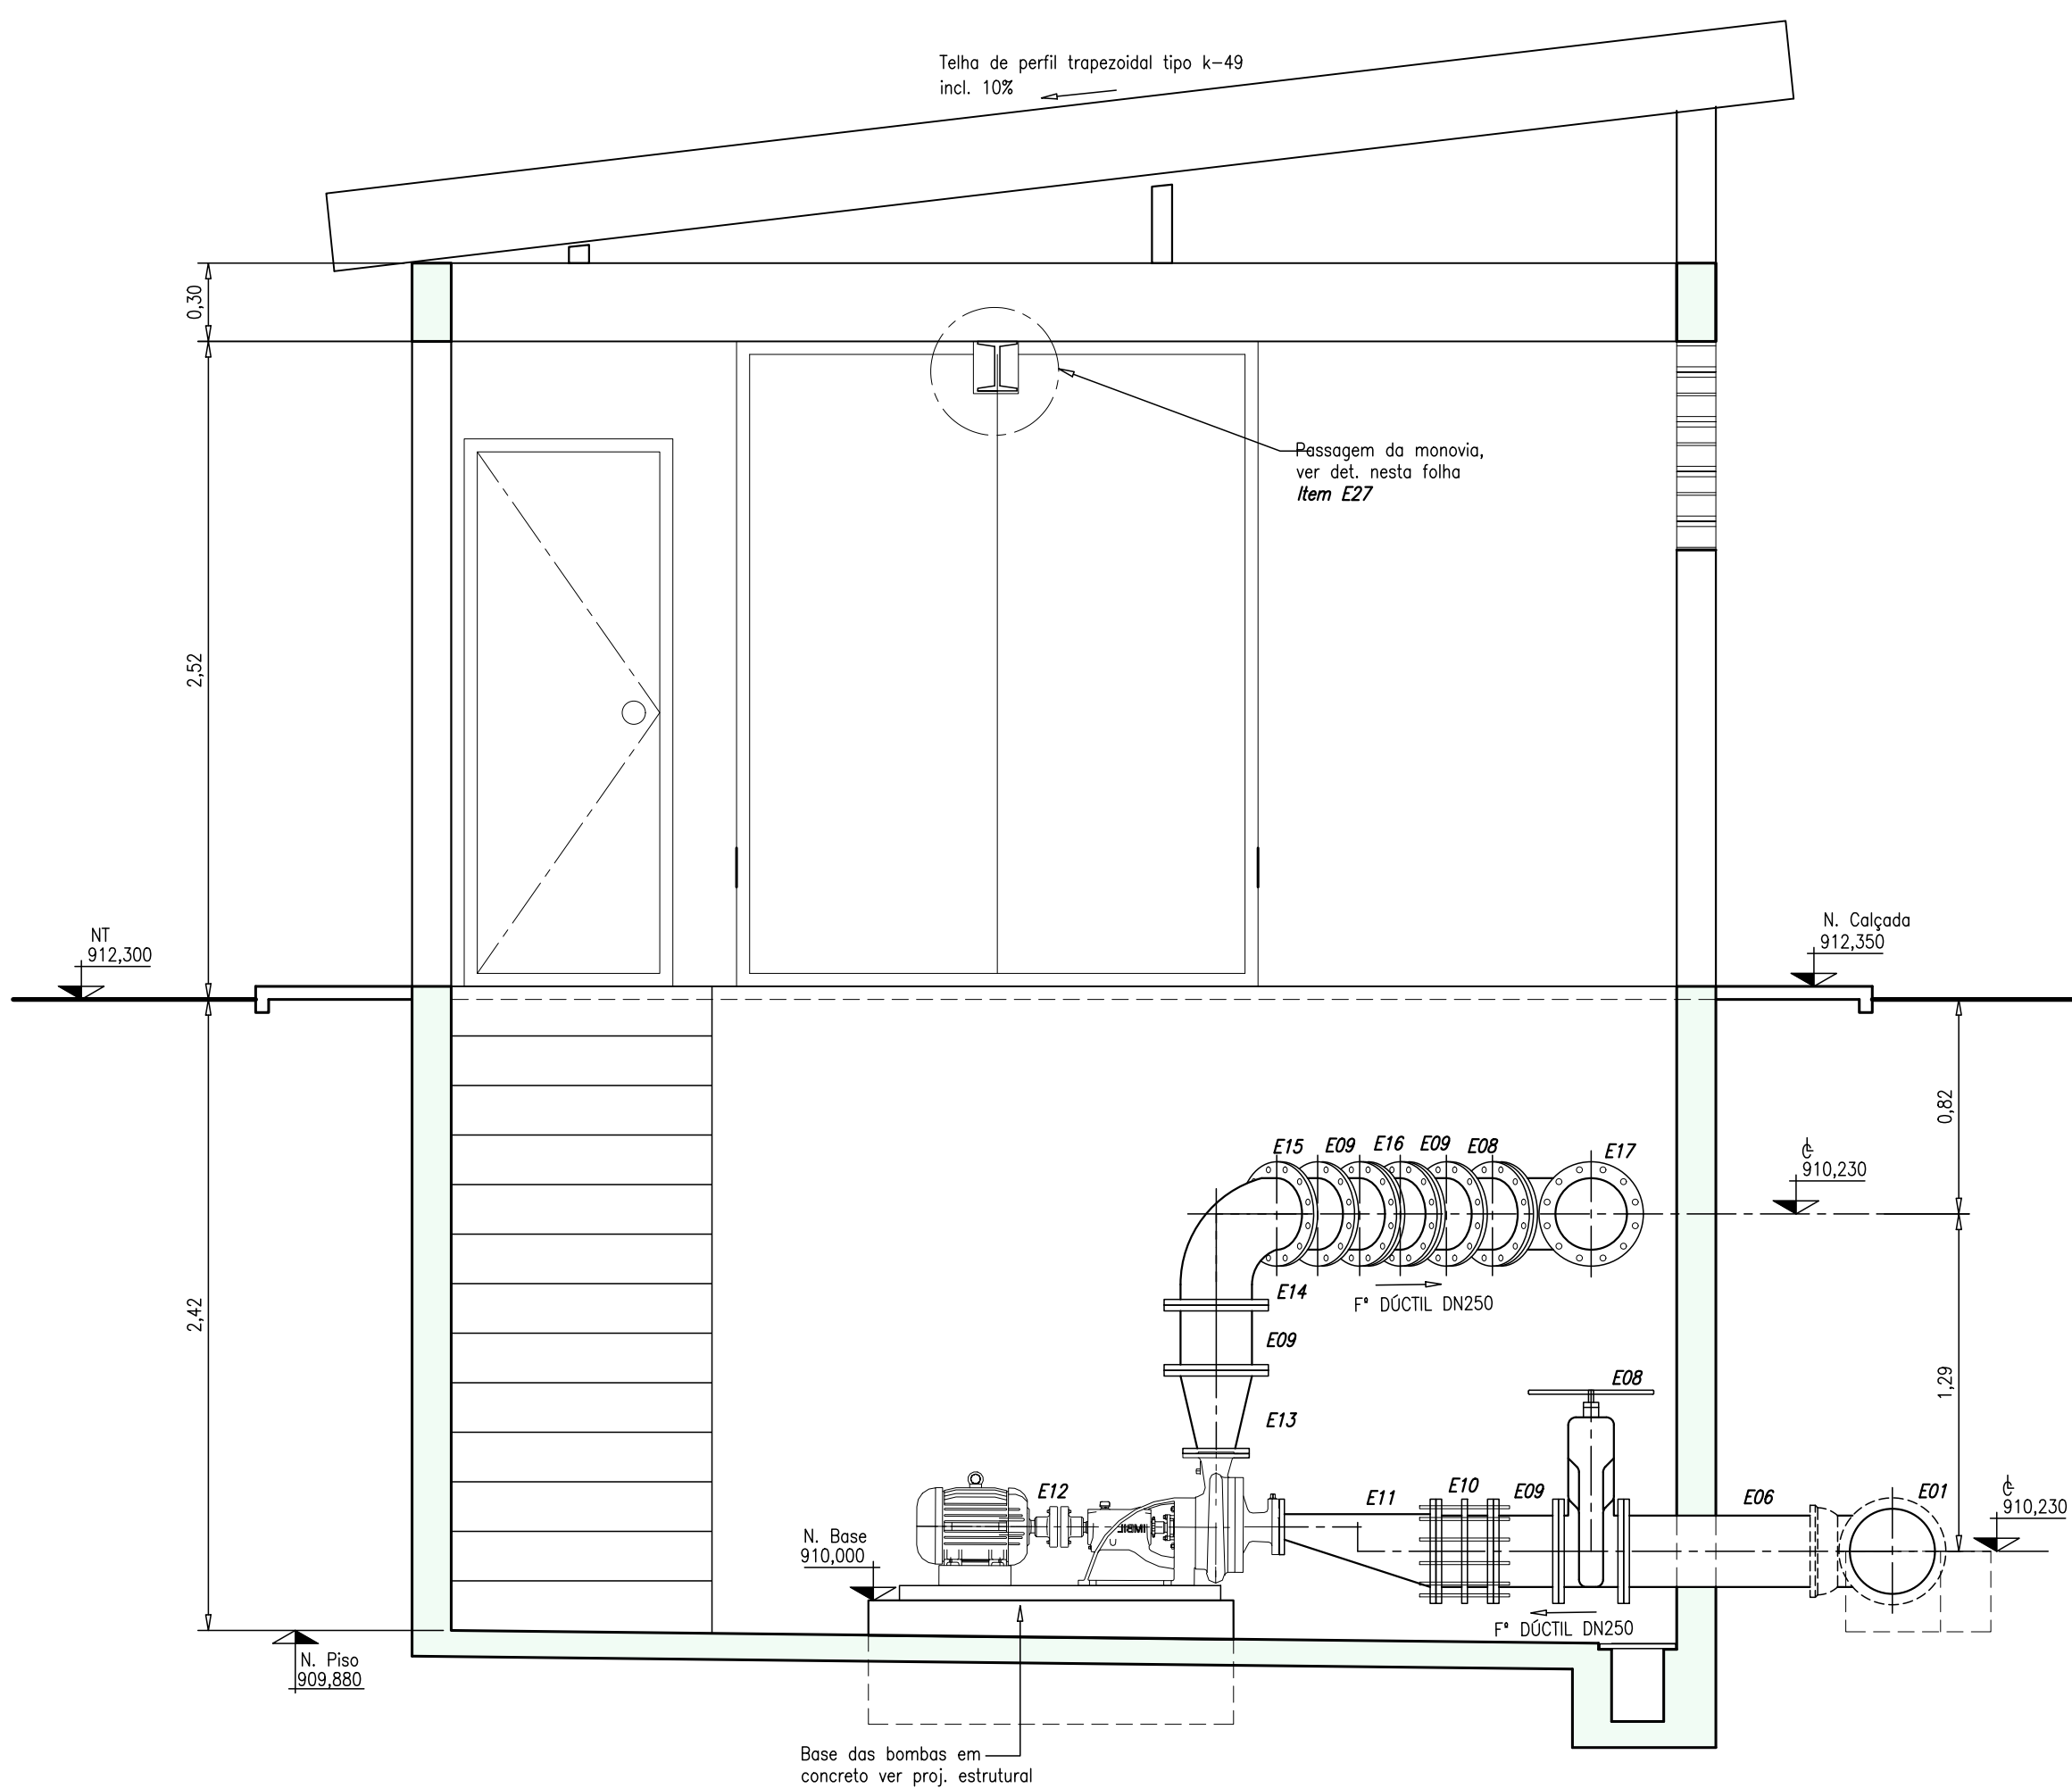 Telha de perfil trapezoidal tipo k-49
incl. 10%
0,30
Passagem da monovia,
ver det. nesta folha
Item E27
2,52
NT
912,300
N. Calçada
912,350
0,82
E15
E09
E16
E09
E08
E17
910,230
2,42
E14
Fº DÚCTIL DN250
E09
1,29
E08
E13
E12
E11
E10
E09
E06
E01
910,230
IMBIL
N. Base
910,000
Fº DÚCTIL DN250
N. Piso
909,880
Base das bombas em
concreto ver proj. estrutural